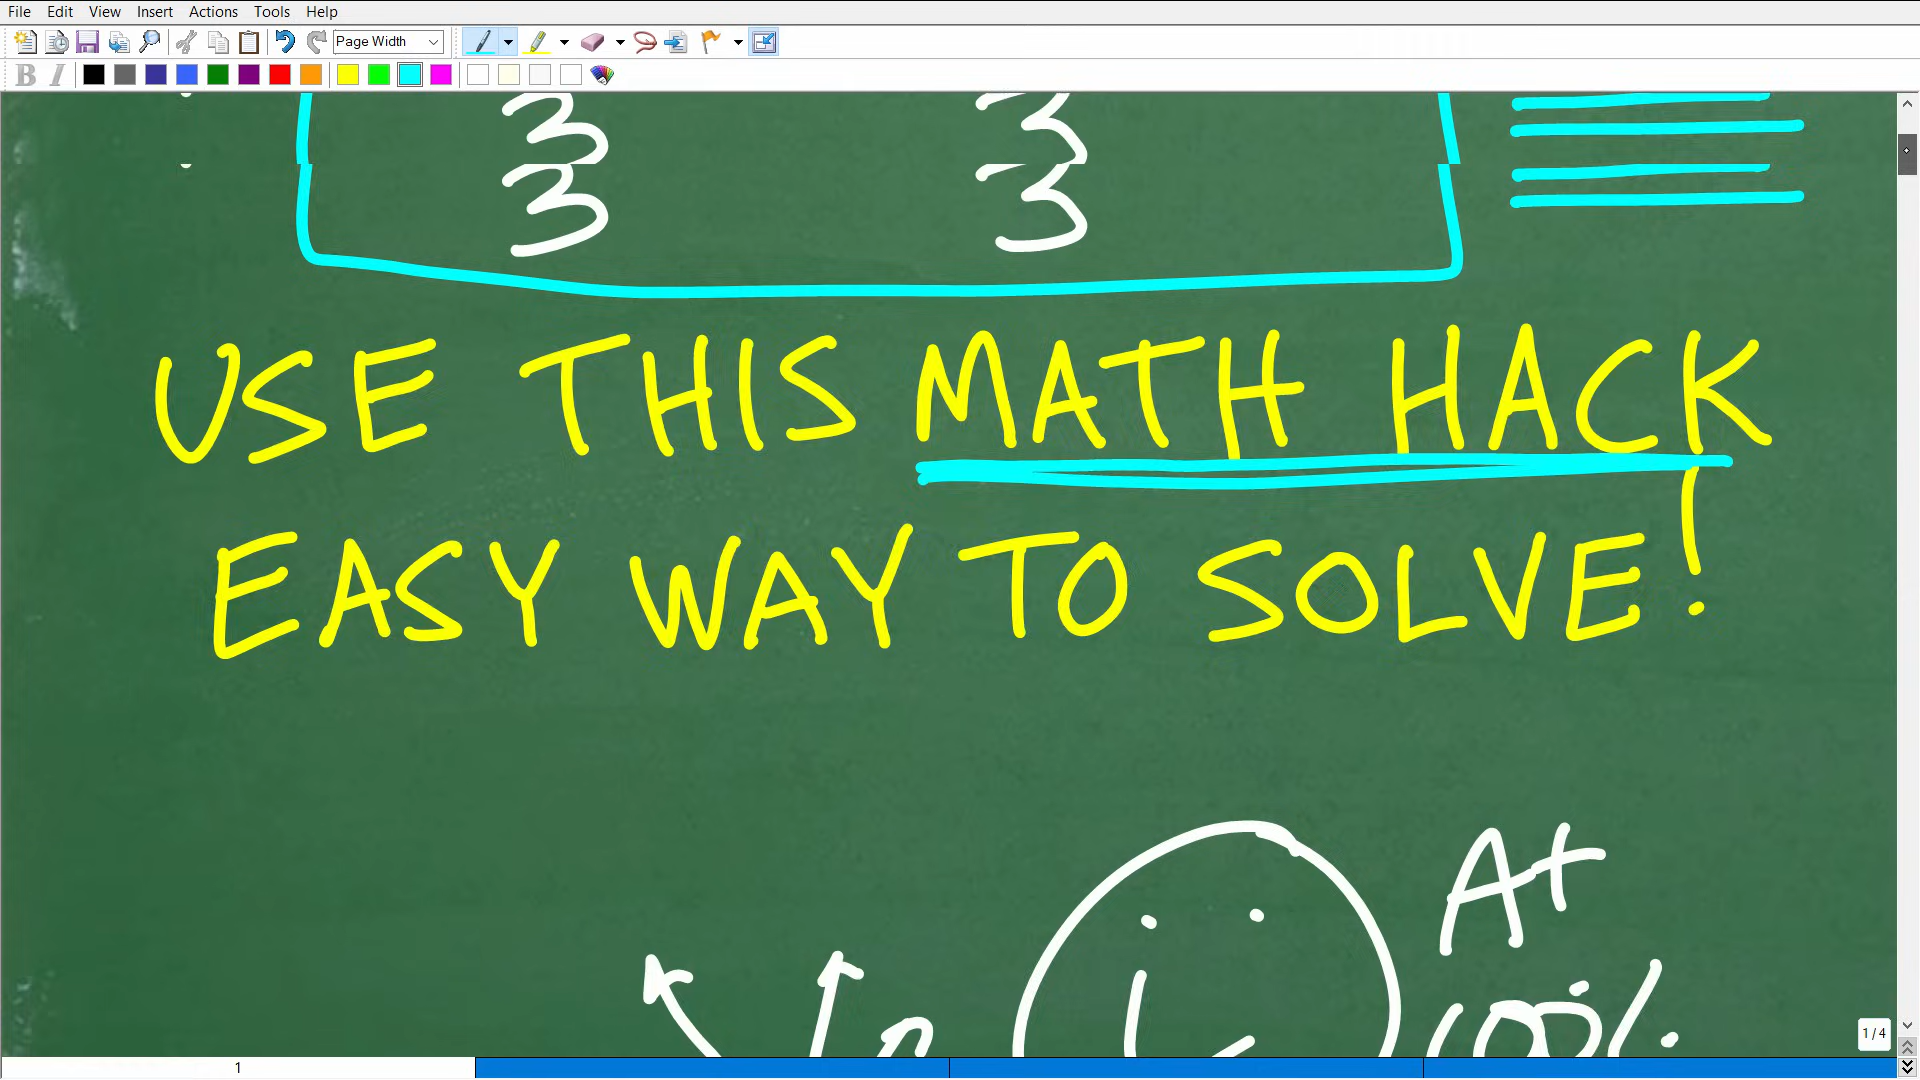 File Edit View Insert Actions Tools Help
Page Width
B I
3 3
3 3
USE THIS MATH HACK
EASY WAY TO SOLVE!
A+
100%
1 / 4
1